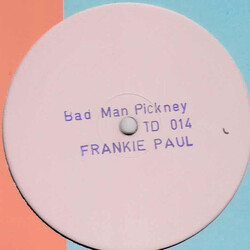 Bad Man Pickney
TD 014
FRANKIE PAUL